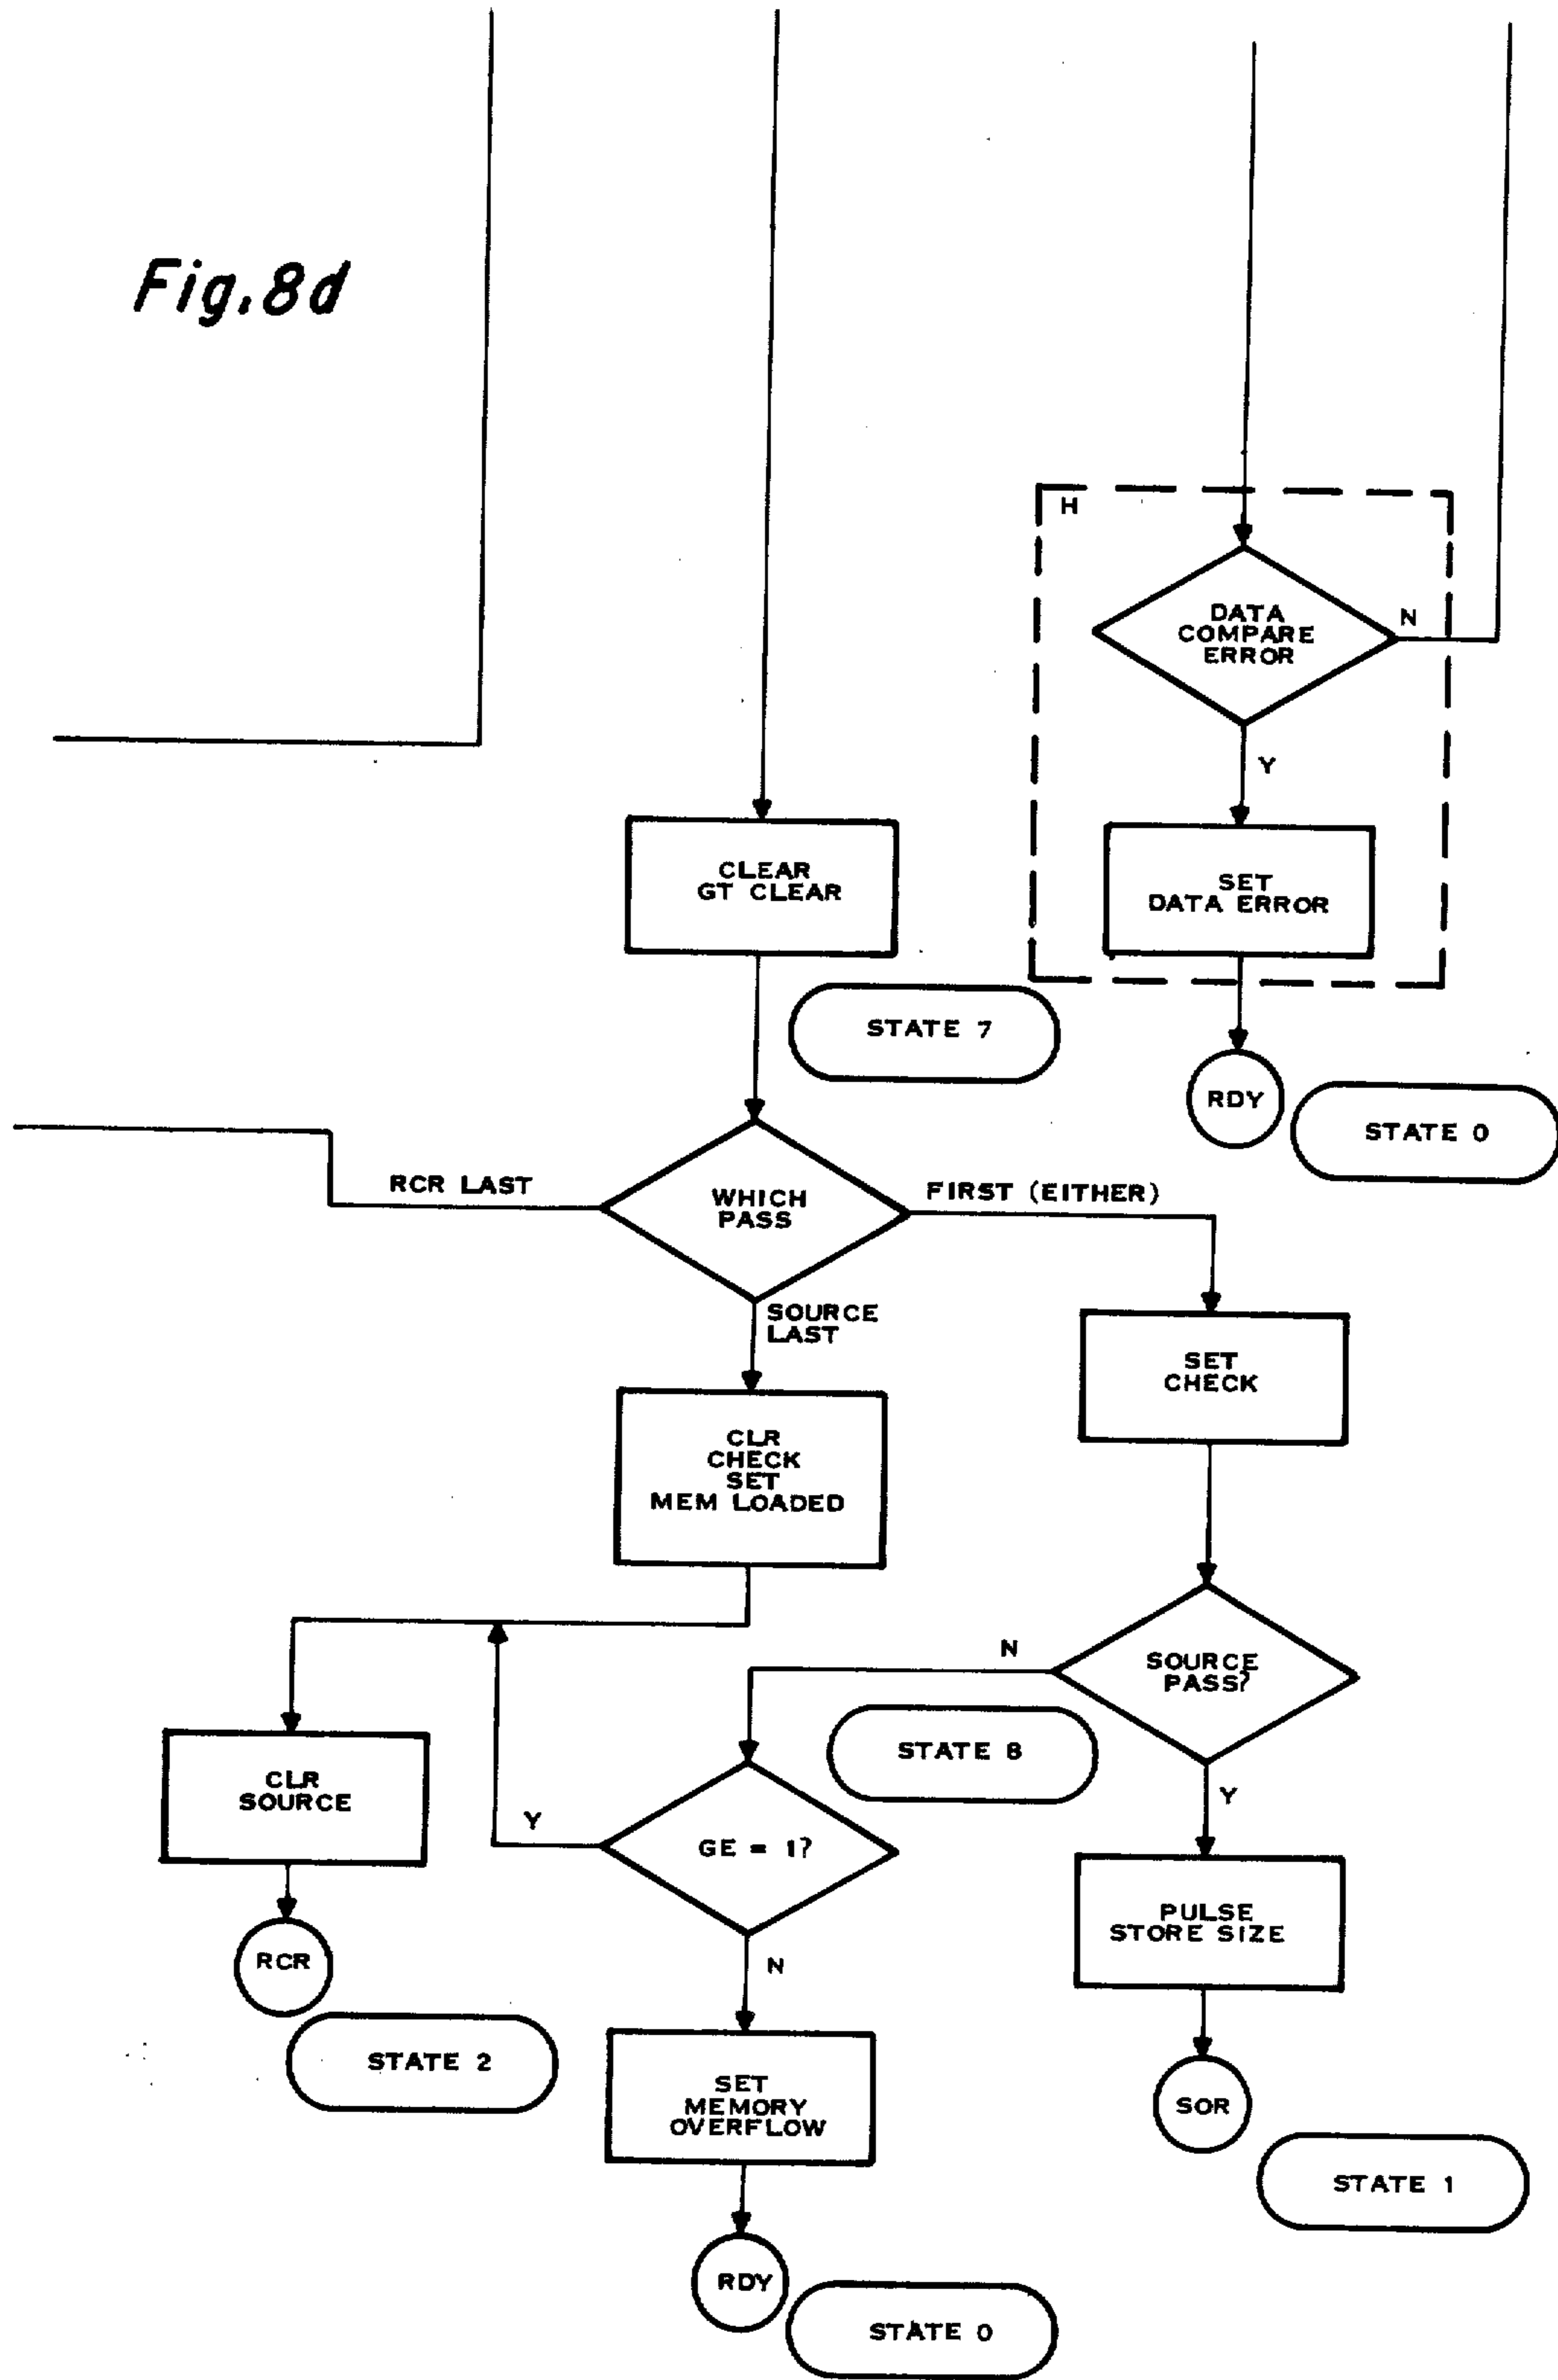 Fig.8d
H
DATA
COMPARE
ERROR
N
Y
CLEAR
GT CLEAR
SET
DATA ERROR
STATE 7
RDY
STATE 0
RCR LAST
WHICH
PASS
FIRST (EITHER)
SOURCE
LAST
SET
CHECK
CLR
CHECK
SET
MEM LOADED
N
SOURCE
PASS?
STATE 8
CLR
SOURCE
Y
GE = 1?
Y
PULSE
STORE SIZE
RCR
N
STATE 2
SET
MEMORY
OVERFLOW
SOR
STATE 1
RDY
STATE 0